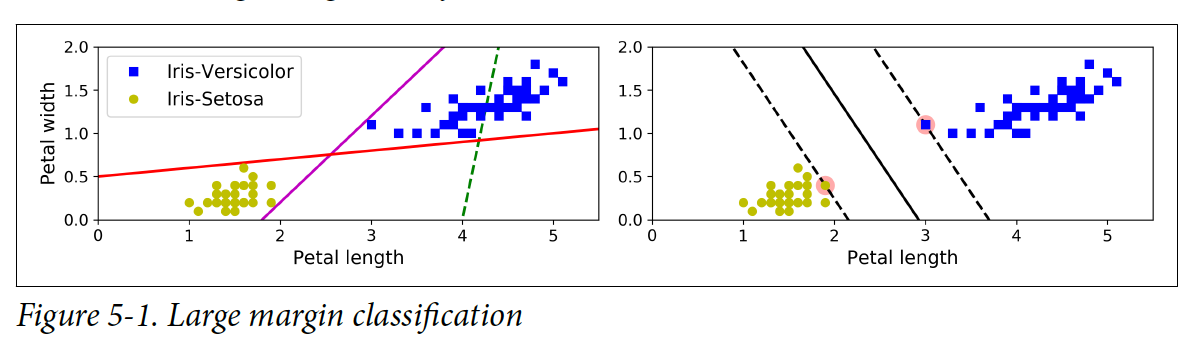 2.0
1.5
1.0
0.5
0.0
Petal width
Iris-Versicolor
Iris-Setosa
0 1 2 3 4 5
Petal length
2.0
1.5
1.0
0.5
0.0
0 1 2 3 4 5
Petal length
Figure 5-1. Large margin classification